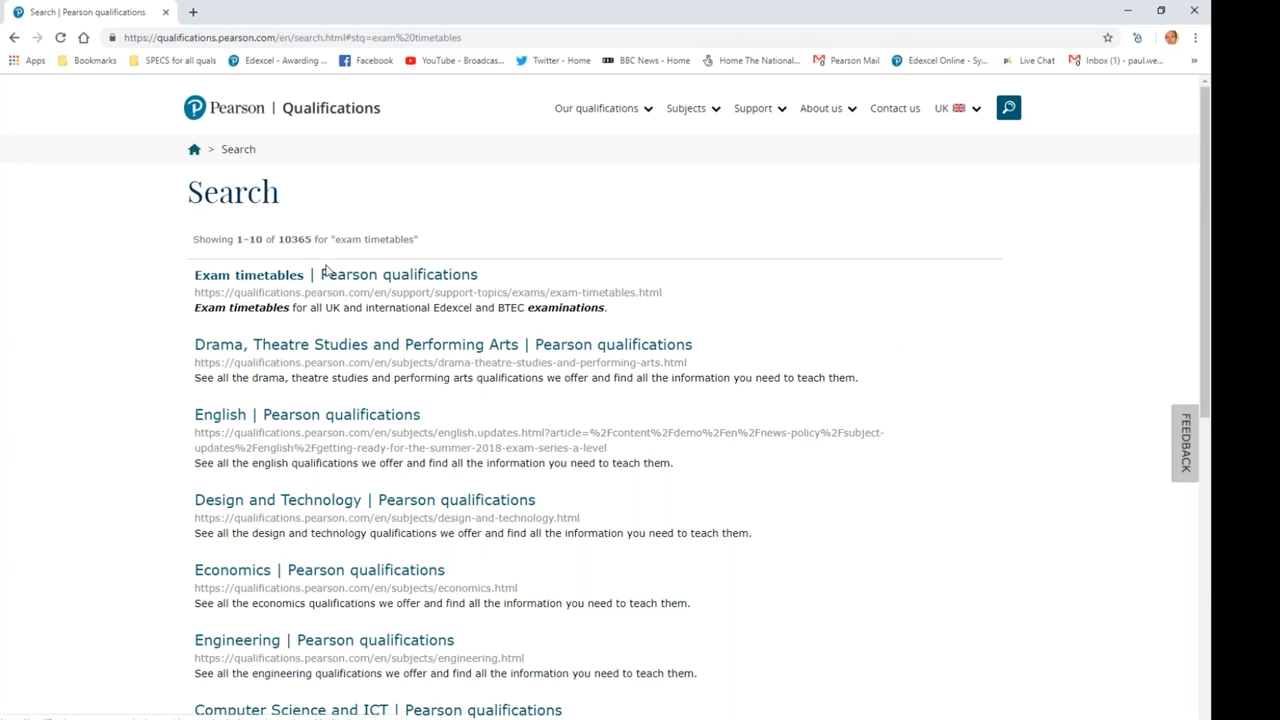 Search | Pearson qualifications
https://qualifications.pearson.com/en/search.html#stq=exam%20timetables
Apps Bookmarks SPECS for all quals Edexcel - Awarding ... Facebook YouTube - Broadcas... Twitter - Home BBC News - Home Home The National... Pearson Mail Edexcel Online - Sy... Live Chat Inbox (1) - paul.we... »
Pearson | Qualifications
Our qualifications Subjects Support About us Contact us UK
> Search
Search
Showing 1-10 of 10365 for "exam timetables"
Exam timetables | Pearson qualifications
https://qualifications.pearson.com/en/support/support-topics/exams/exam-timetables.html
Exam timetables for all UK and international Edexcel and BTEC examinations.
Drama, Theatre Studies and Performing Arts | Pearson qualifications
https://qualifications.pearson.com/en/subjects/drama-theatre-studies-and-performing-arts.html
See all the drama, theatre studies and performing arts qualifications we offer and find all the information you need to teach them.
English | Pearson qualifications
https://qualifications.pearson.com/en/subjects/english.updates.html?article=%2Fcontent%2Fdemo%2Fen%2Fnews-policy%2Fsubject-
updates%2Fenglish%2Fgetting-ready-for-the-summer-2018-exam-series-a-level
See all the english qualifications we offer and find all the information you need to teach them.
FEEDBACK
Design and Technology | Pearson qualifications
https://qualifications.pearson.com/en/subjects/design-and-technology.html
See all the design and technology qualifications we offer and find all the information you need to teach them.
Economics | Pearson qualifications
https://qualifications.pearson.com/en/subjects/economics.html
See all the economics qualifications we offer and find all the information you need to teach them.
Engineering | Pearson qualifications
https://qualifications.pearson.com/en/subjects/engineering.html
See all the engineering qualifications we offer and find all the information you need to teach them.
Computer Science and ICT | Pearson qualifications